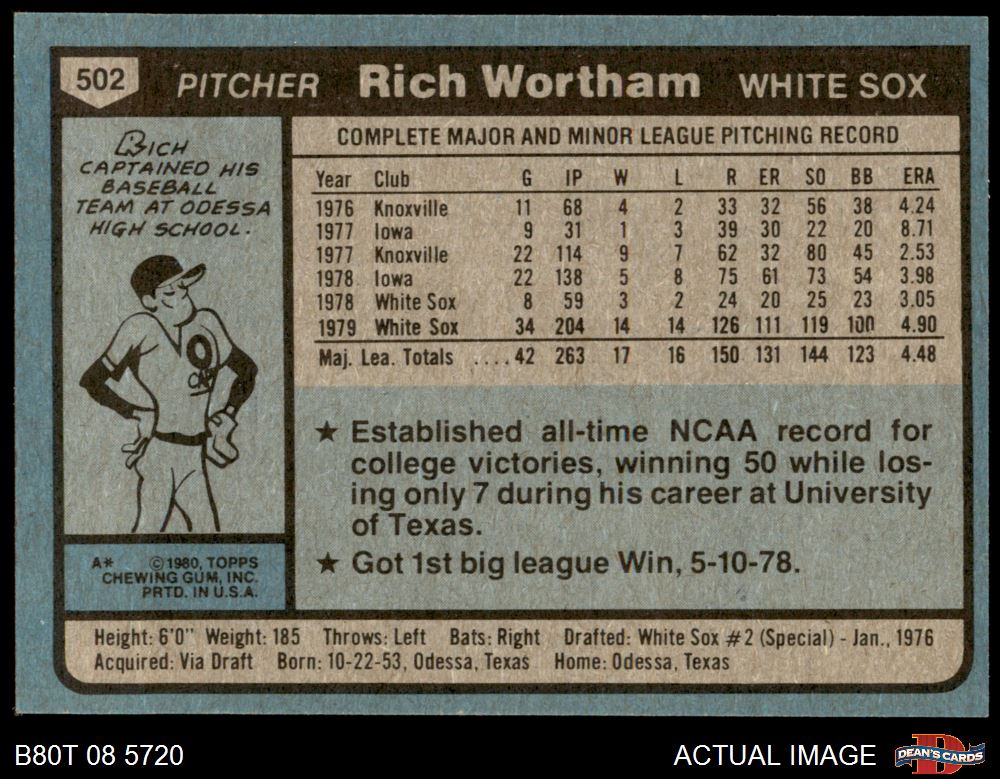 502 PITCHER Rich Wortham WHITE SOX
RICH
CAPTAINED HIS
BASEBALL
TEAM AT ODESSA
HIGH SCHOOL.
A* ©1980, TOPPS
CHEWING GUM, INC.
PRTD. IN U.S.A.
COMPLETE MAJOR AND MINOR LEAGUE PITCHING RECORD
Year Club G IP W L R ER SO BB ERA
1976 Knoxville 11 68 4 2 33 32 56 38 4.24
1977 Iowa 9 31 1 3 39 30 22 20 8.71
1977 Knoxville 22 114 9 7 62 32 80 45 2.53
1978 Iowa 22 138 5 8 75 61 73 54 3.98
1978 White Sox 8 59 3 2 24 20 25 23 3.05
1979 White Sox 34 204 14 14 126 111 119 100 4.90
Maj. Lea. Totals ....42 263 17 16 150 131 144 123 4.48
★ Established all-time NCAA record for
college victories, winning 50 while los-
ing only 7 during his career at University
of Texas.
★ Got 1st big league Win, 5-10-78.
Height: 6'0" Weight: 185 Throws: Left Bats: Right Drafted: White Sox #2 (Special) - Jan., 1976
Acquired: Via Draft Born: 10-22-53, Odessa, Texas Home: Odessa, Texas
B80T 08 5720 ACTUAL IMAGE DEAN'S CARDS